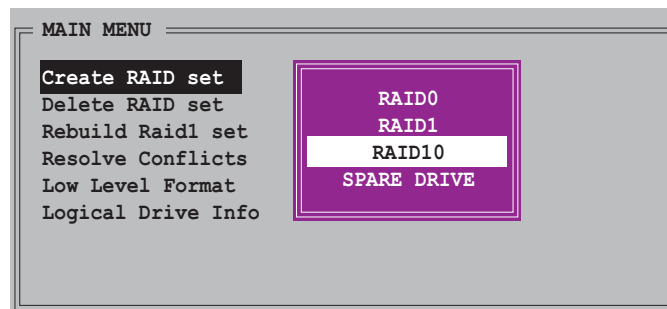 MAIN MENU
Create RAID set
Delete RAID set
Rebuild Raid1 set
Resolve Conflicts
Low Level Format
Logical Drive Info
RAID0
RAID1
RAID10
SPARE DRIVE